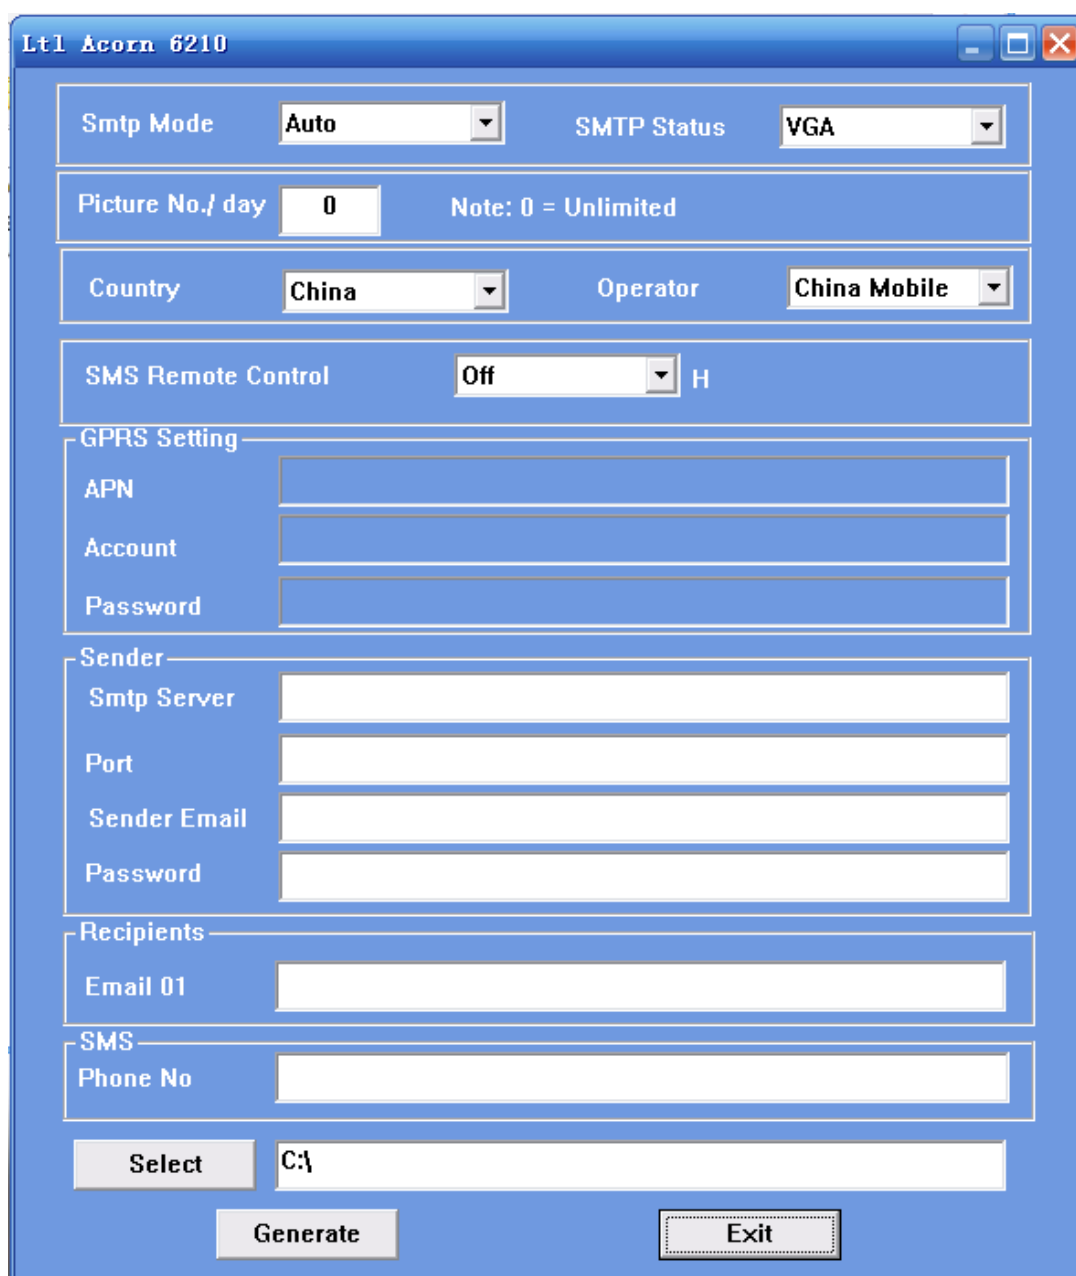 Ltl Acorn 6210
Smtp Mode Auto SMTP Status VGA
Picture No./ day 0 Note: 0 = Unlimited
Country China Operator China Mobile
SMS Remote Control Off H
GPRS Setting
APN
Account
Password
Sender
Smtp Server
Port
Sender Email
Password
Recipients
Email 01
SMS
Phone No
Select C:\
Generate Exit